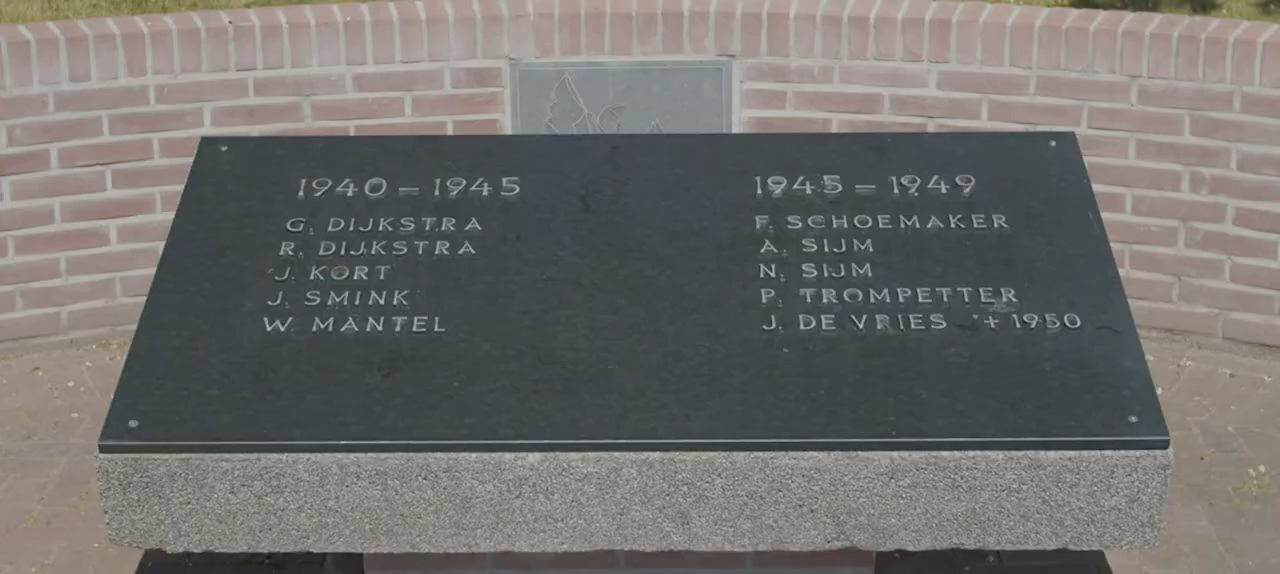 1940 – 1945
G. DIJKSTRA
R. DIJKSTRA
J. KORT
J. SMINK
W. MANTEL
1945 – 1949
F. SCHOEMAKER
A. SIJM
N. SIJM
P. TROMPETTER
J. DE VRIES + 1950